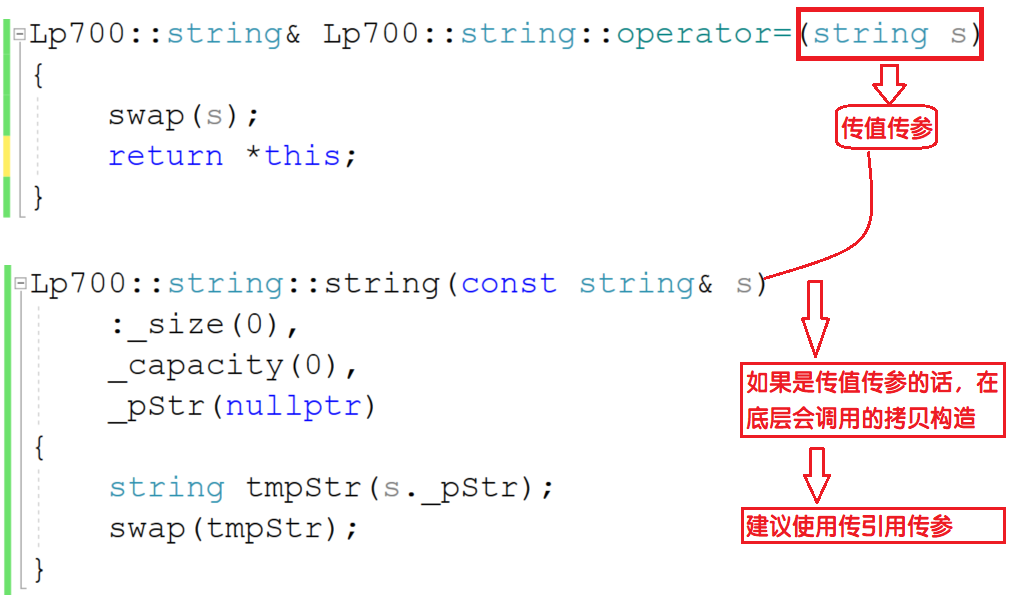 Lp700::string& Lp700::string::operator=(string s)
传值传参
{
swap(s);
return *this;
}
Lp700::string::string(const string& s)
:_size(0),
_capacity(0),
_pStr(nullptr)
{
string tmpStr(s._pStr);
swap(tmpStr);
}
如果是传值传参的话，在
底层会调用的拷贝构造
建议使用传引用传参